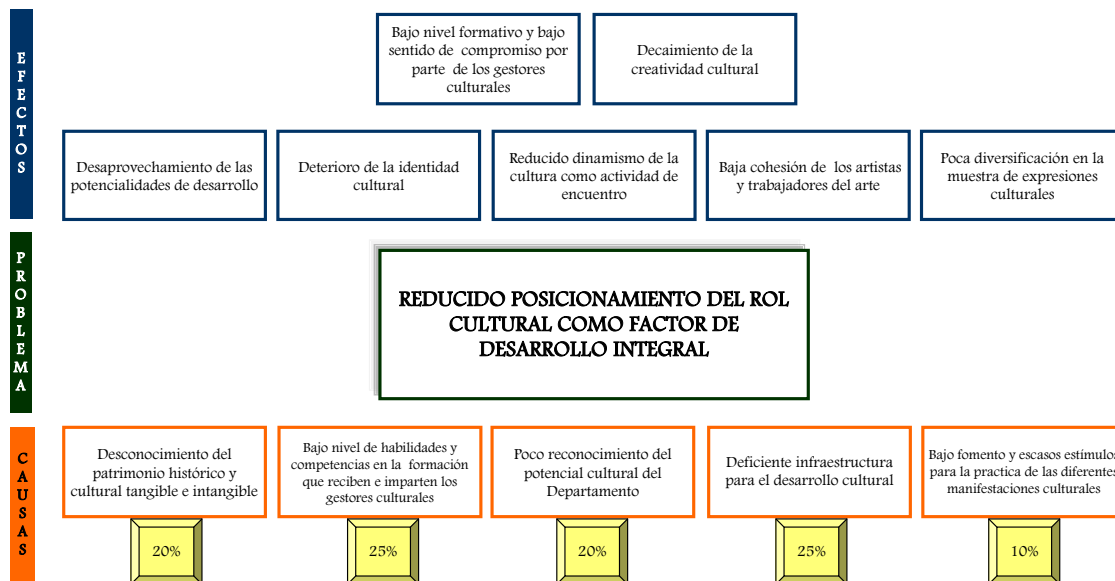 EFECTOS
Bajo nivel formativo y bajo
sentido de compromiso por
parte de los gestores
culturales
Decaimiento de la
creatividad cultural
Desaprovechamiento de las
potencialidades de desarrollo
Deterioro de la identidad
cultural
Reducido dinamismo de la
cultura como actividad de
encuentro
Baja cohesión de los artistas
y trabajadores del arte
Poca diversificación en la
muestra de expresiones
culturales
PROBLEMA
REDUCIDO POSICIONAMIENTO DEL ROL
CULTURAL COMO FACTOR DE
DESARROLLO INTEGRAL
CAUSAS
Desconocimiento del
patrimonio histórico y
cultural tangible e intangible
Bajo nivel de habilidades y
competencias en la formación
que reciben e imparten los
gestores culturales
Poco reconocimiento del
potencial cultural del
Departamento
Deficiente infraestructura
para el desarrollo cultural
Bajo fomento y escasos estímulos
para la practica de las diferentes
manifestaciones culturales
20%
25%
20%
25%
10%